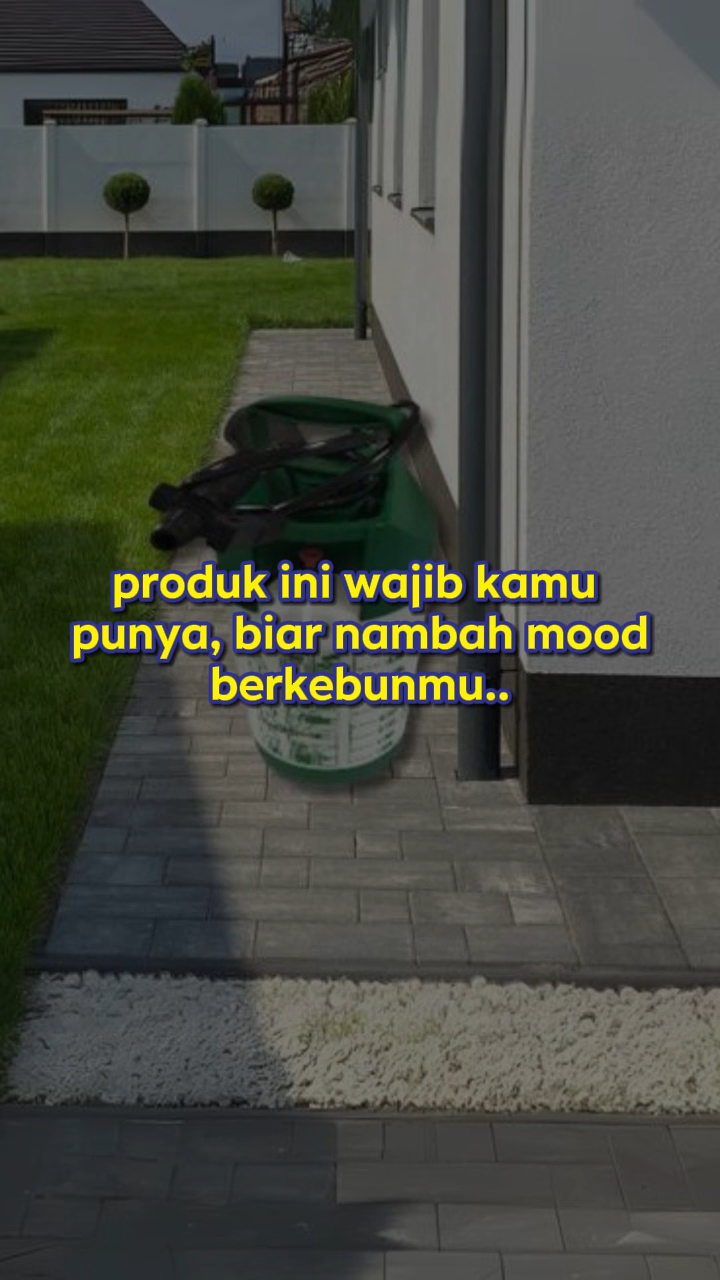 produk ini wajib kamu
punya, biar nambah mood
berkebunmu..